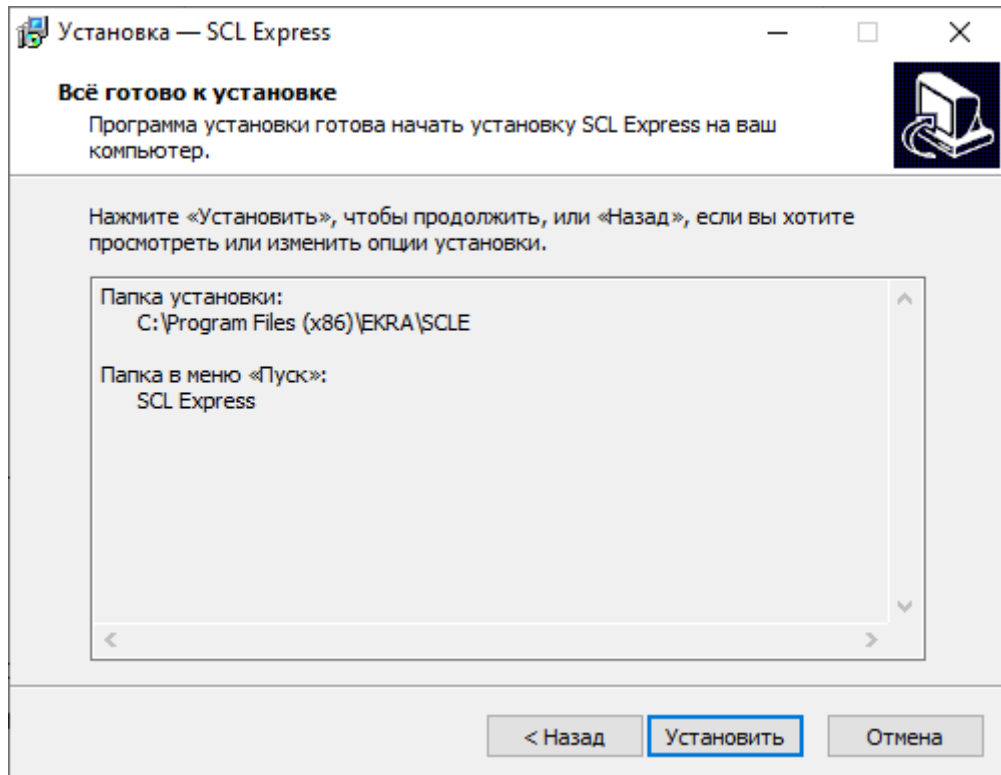 Установка — SCL Express
Всё готово к установке
Программа установки готова начать установку SCL Express на ваш
компьютер.
Нажмите «Установить», чтобы продолжить, или «Назад», если вы хотите
просмотреть или изменить опции установки.
Папка установки:
C:\Program Files (x86)\EKRA\SCLE
Папка в меню «Пуск»:
SCL Express
< Назад
Установить
Отмена